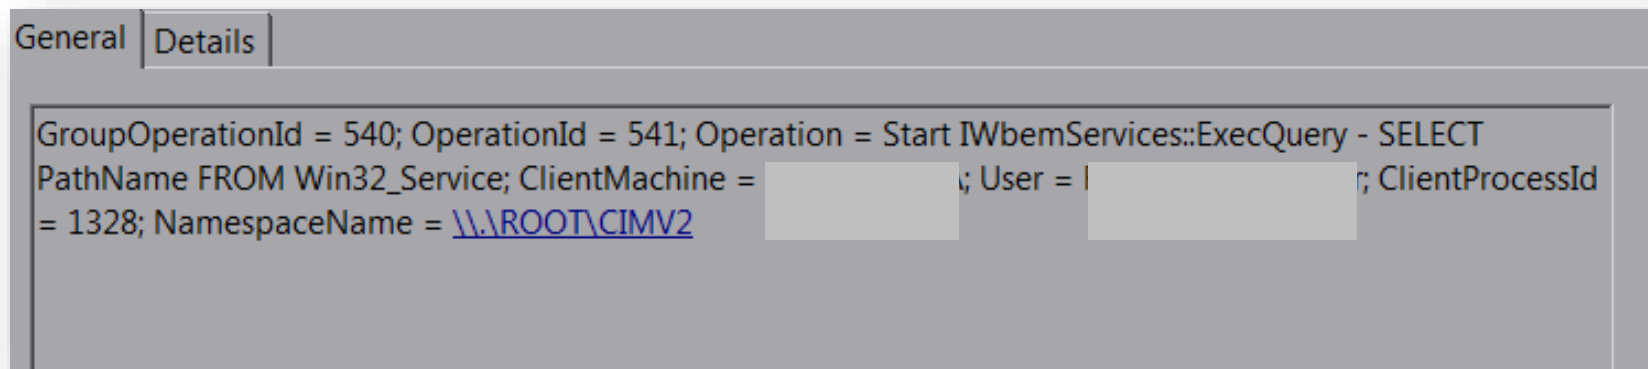 General
Details
GroupOperationId = 540; OperationId = 541; Operation = Start IWbemServices::ExecQuery - SELECT
PathName FROM Win32_Service; ClientMachine = ; User = ; ClientProcessId
= 1328; NamespaceName = \\.\ROOT\CIMV2